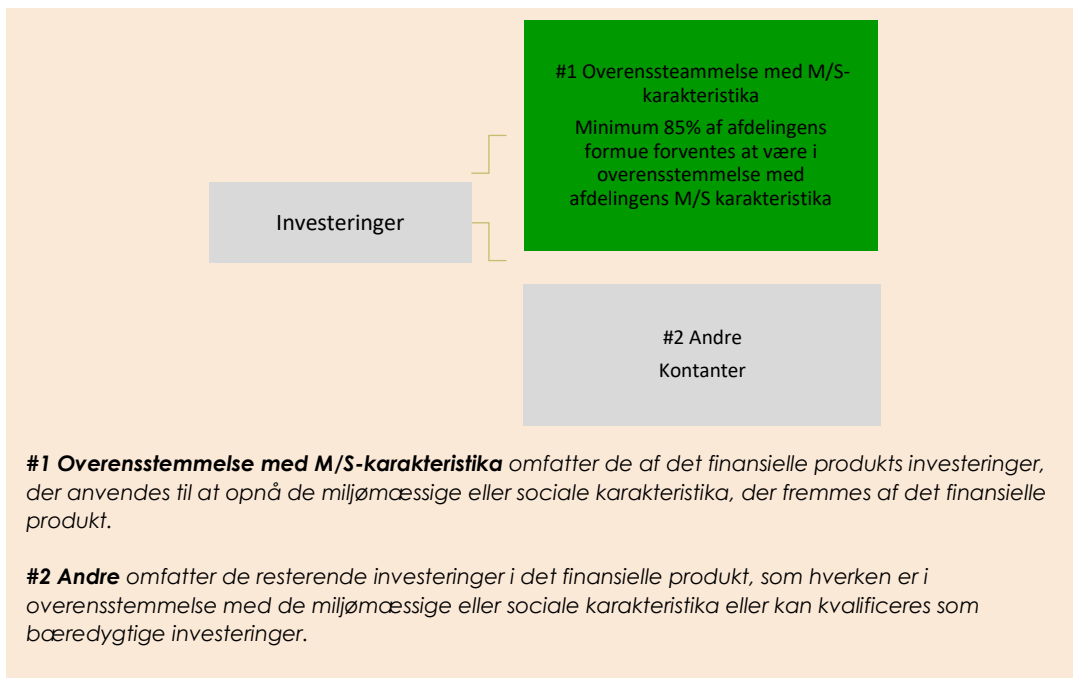 #1 Overenssteammelse med M/S-
karakteristika
Minimum 85% af afdelingens
formue forventes at være i
overensstemmelse med
afdelingens M/S karakteristika
Investeringer
#2 Andre
Kontanter
#1 Overensstemmelse med M/S-karakteristika omfatter de af det finansielle produkts investeringer,
der anvendes til at opnå de miljømæssige eller sociale karakteristika, der fremmes af det finansielle
produkt.
#2 Andre omfatter de resterende investeringer i det finansielle produkt, som hverken er i
overensstemmelse med de miljømæssige eller sociale karakteristika eller kan kvalificeres som
bæredygtige investeringer.